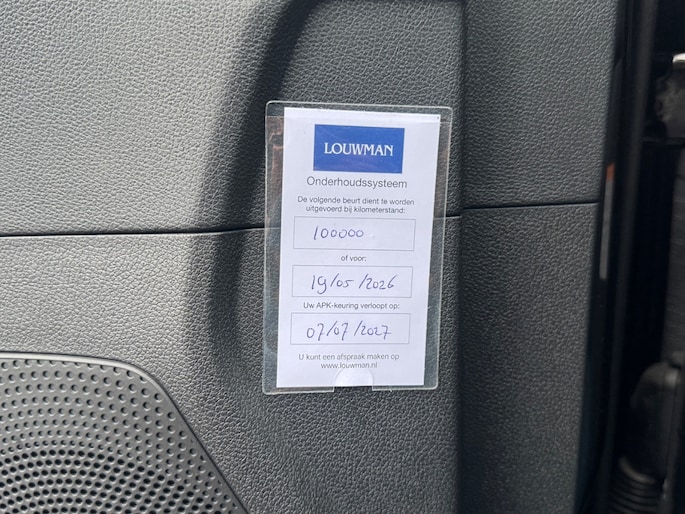 LOUWMAN
Onderhoudssysteem
De volgende beurt dient te worden
uitgevoerd bij kilometerstand:
100000
of voor:
19/05/2026
Uw APK-keuring verloopt op:
07/07/2027
U kunt een afspraak maken op
www.louwman.nl